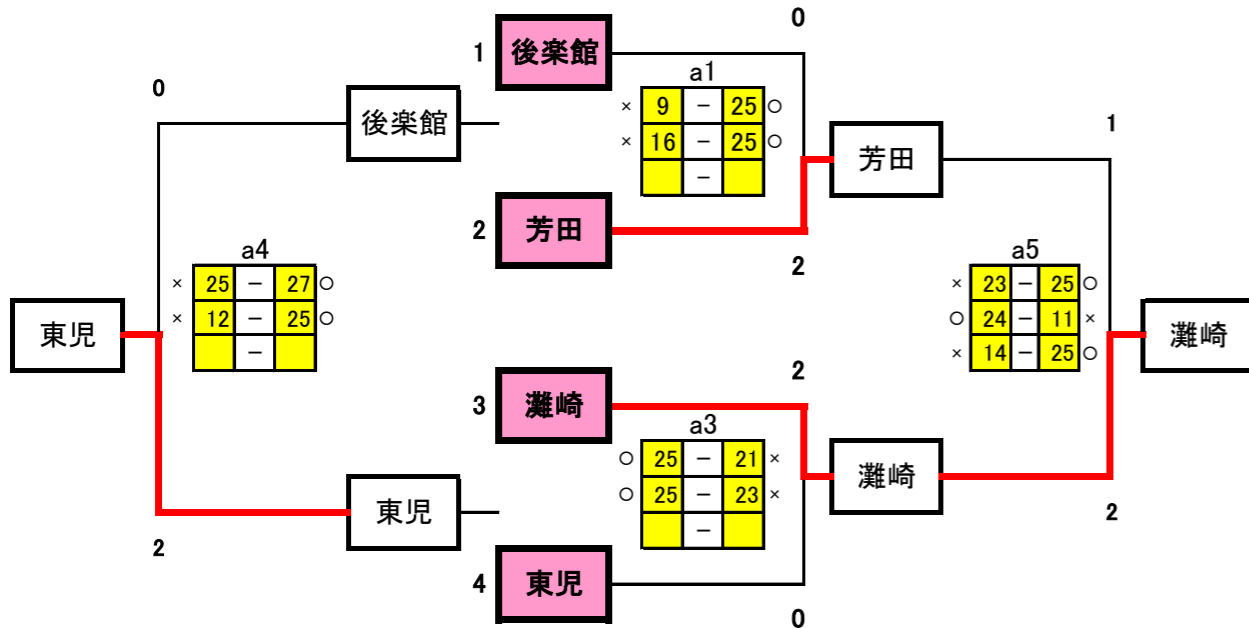 0
1 後楽館
0
後楽館
a1
× 9 － 25 ○
× 16 － 25 ○
－
芳田
1
2 芳田
2
a4
× 25 － 27 ○
× 12 － 25 ○
－
a5
× 23 － 25 ○
○ 24 － 11 ×
× 14 － 25 ○
東児
灘崎
3 灘崎
2
a3
○ 25 － 21 ×
○ 25 － 23 ×
－
灘崎
2
東児
2
4 東児
0